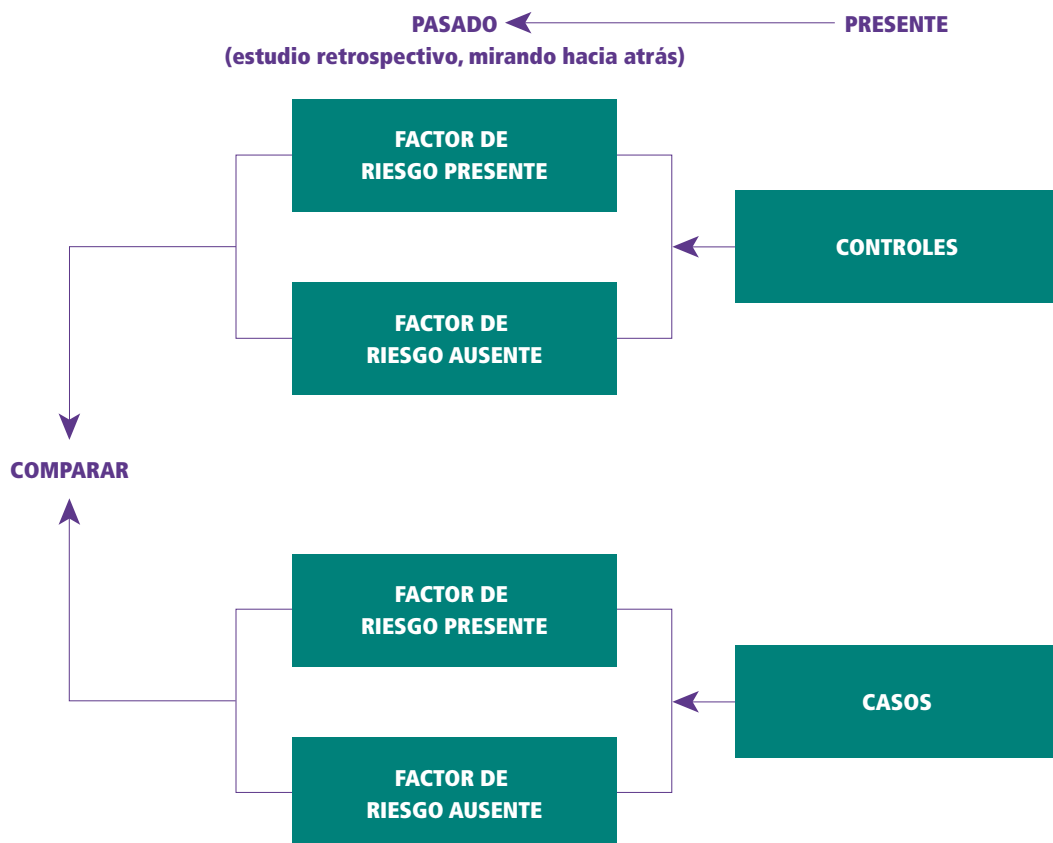 PASADO
PRESENTE
(estudio retrospectivo, mirando hacia atrás)
FACTOR DE
RIESGO PRESENTE
CONTROLES
FACTOR DE
RIESGO AUSENTE
COMPARAR
FACTOR DE
RIESGO PRESENTE
CASOS
FACTOR DE
RIESGO AUSENTE